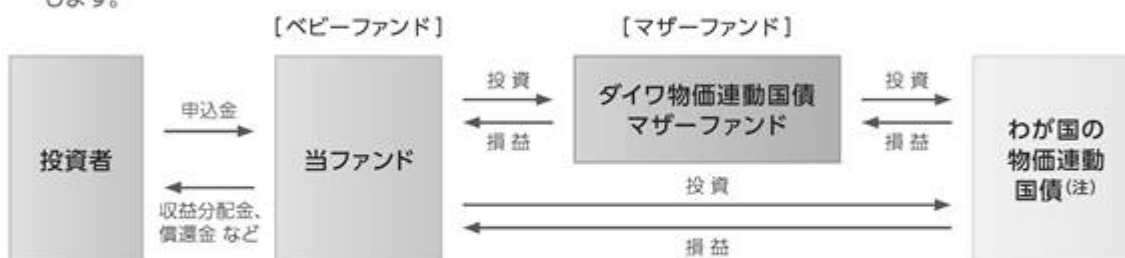 します。
[ベビーファンド]
[マザーファンド]
投資者
申込金
収益分配金、
償還金 など
当ファンド
投資
損益
ダイワ物価連動国債
マザーファンド
投資
損益
投資
損益
わが国の
物価連動
国債(注)